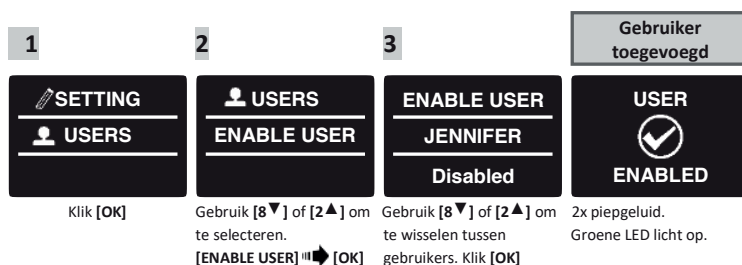 1
SETTING
USERS
Klik [OK]
2
USERS
ENABLE USER
Gebruik [8▼] of [2▲] om
te selecteren.
[ENABLE USER] [OK]
3
ENABLE USER
JENNIFER
Disabled
Gebruik [8▼] of [2▲] om
te wisselen tussen
gebruikers. Klik [OK]
Gebruiker
toegevoegd
USER
ENABLED
2x piepgeluid.
Groene LED licht op.